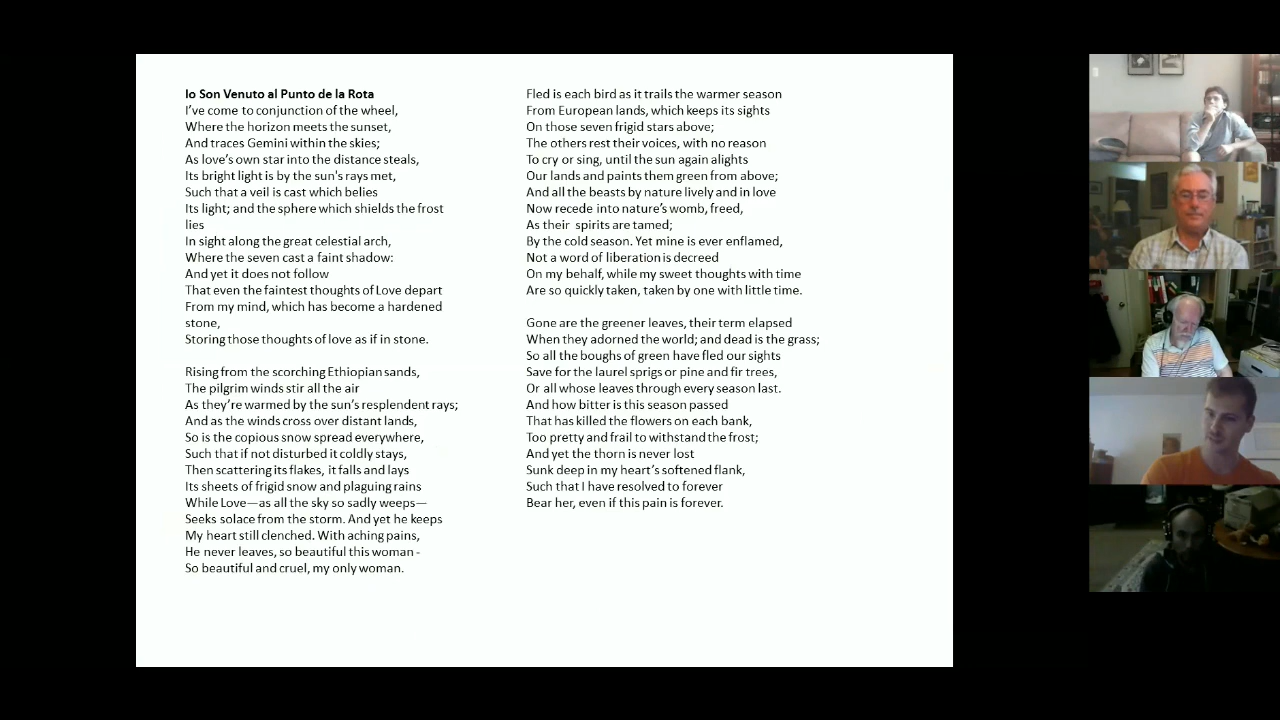 Io Son Venuto al Punto de la Rota
I've come to conjunction of the wheel,
Where the horizon meets the sunset,
And traces Gemini within the skies;
As love's own star into the distance steals,
Its bright light is by the sun's rays met,
Such that a veil is cast which belies
Its light; and the sphere which shields the frost
lies
In sight along the great celestial arch,
Where the seven cast a faint shadow:
And yet it does not follow
That even the faintest thoughts of Love depart
From my mind, which has become a hardened
stone,
Storing those thoughts of love as if in stone.
Rising from the scorching Ethiopian sands,
The pilgrim winds stir all the air
As they're warmed by the sun's resplendent rays;
And as the winds cross over distant lands,
So is the copious snow spread everywhere,
Such that if not disturbed it coldly stays,
Then scattering its flakes, it falls and lays
Its sheets of frigid snow and plaguing rains
While Love—as all the sky so sadly weeps—
Seeks solace from the storm. And yet he keeps
My heart still clenched. With aching pains,
He never leaves, so beautiful this woman -
So beautiful and cruel, my only woman.
Fled is each bird as it trails the warmer season
From European lands, which keeps its sights
On those seven frigid stars above;
The others rest their voices, with no reason
To cry or sing, until the sun again alights
Our lands and paints them green from above;
And all the beasts by nature lively and in love
Now recede into nature's womb, freed,
As their spirits are tamed;
By the cold season. Yet mine is ever enflamed,
Not a word of liberation is decreed
On my behalf, while my sweet thoughts with time
Are so quickly taken, taken by one with little time.
Gone are the greener leaves, their term elapsed
When they adorned the world; and dead is the grass;
So all the boughs of green have fled our sights
Save for the laurel sprigs or pine and fir trees,
Or all whose leaves through every season last.
And how bitter is this season passed
That has killed the flowers on each bank,
Too pretty and frail to withstand the frost;
And yet the thorn is never lost
Sunk deep in my heart's softened flank,
Such that I have resolved to forever
Bear her, even if this pain is forever.